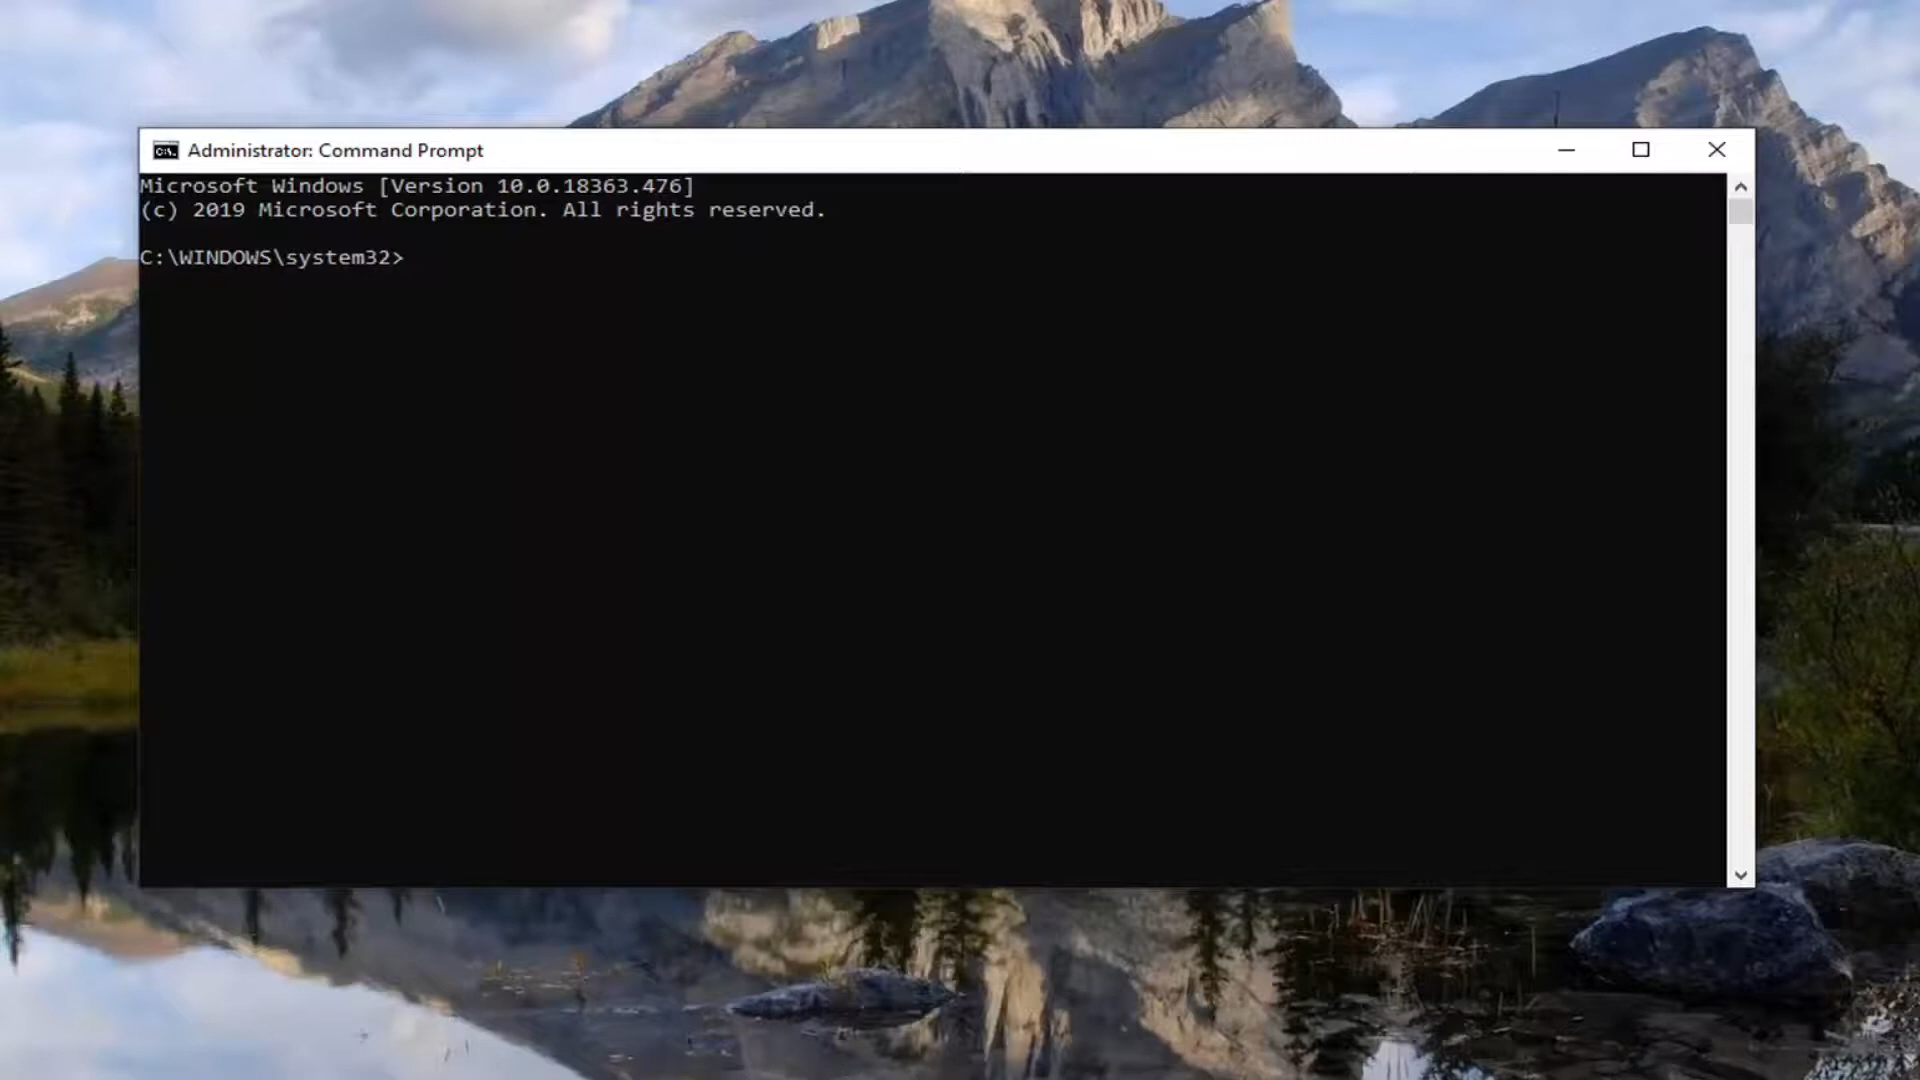 Administrator: Command Prompt
Microsoft Windows [Version 10.0.18363.476]
(c) 2019 Microsoft Corporation. All rights reserved.
C:\WINDOWS\system32>